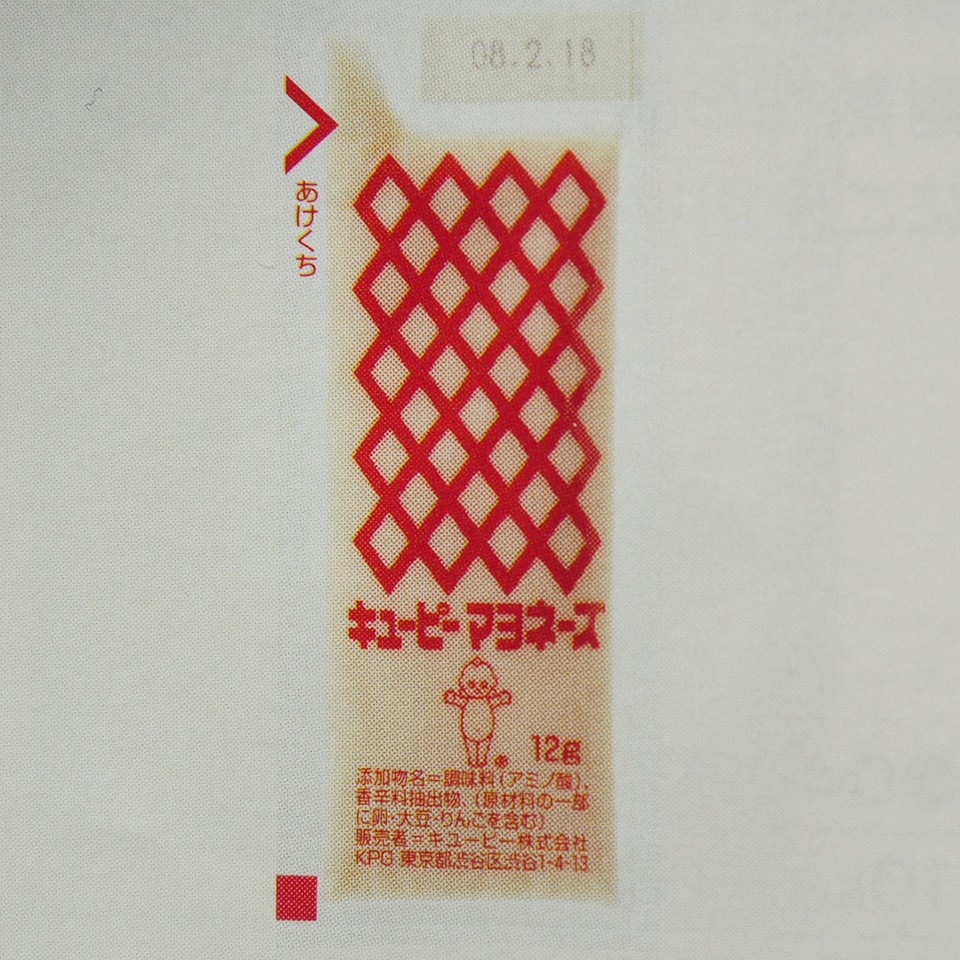 08.2.18
あけくち
キユーピー マヨネーズ
® 12g
添加物名=調味料(アミノ酸)、
香辛料抽出物、(原材料の一部
に卵・大豆・りんごを含む)
販売者=キユーピー株式会社
KPG 東京都渋谷区渋谷1-4-13